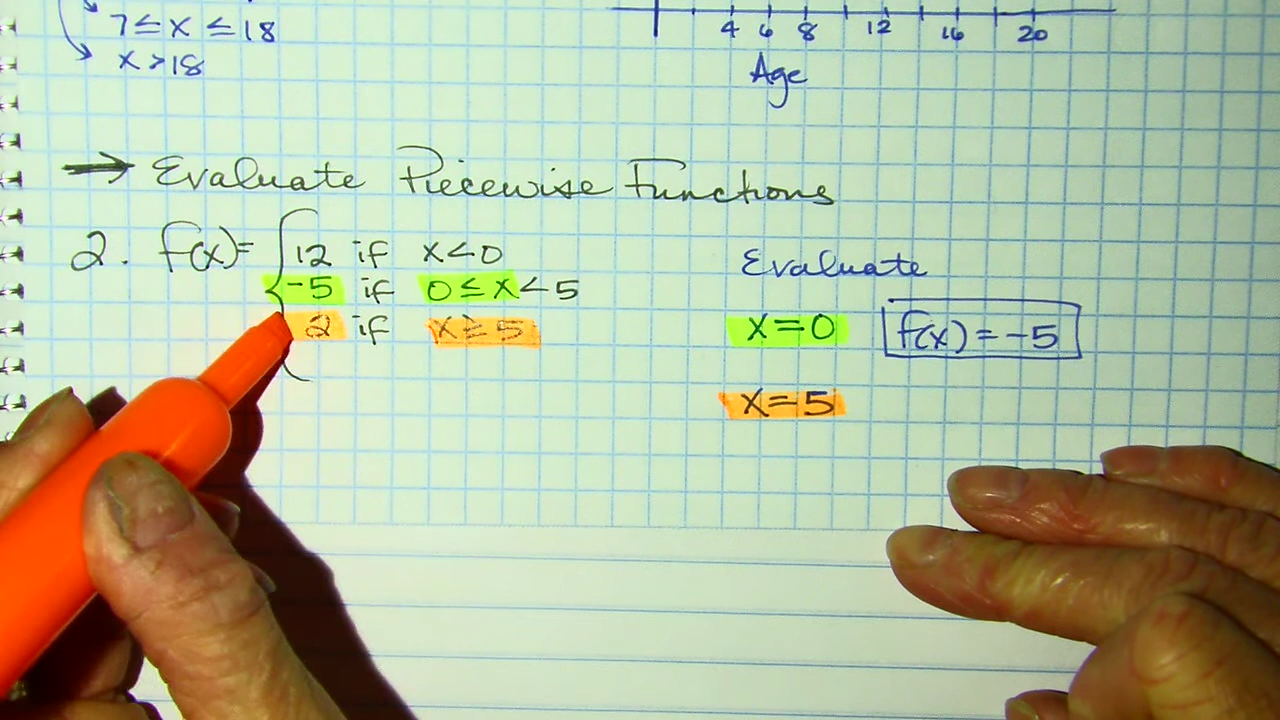 7 ≤ x ≤ 18
x > 18
4 6 8 12 16 20
Age
→ Evaluate Piecewise Functions
2. f(x) = { 12 if x < 0
-5 if 0 ≤ x < 5
2 if x ≥ 5
Evaluate
x = 0 f(x) = -5
x = 5